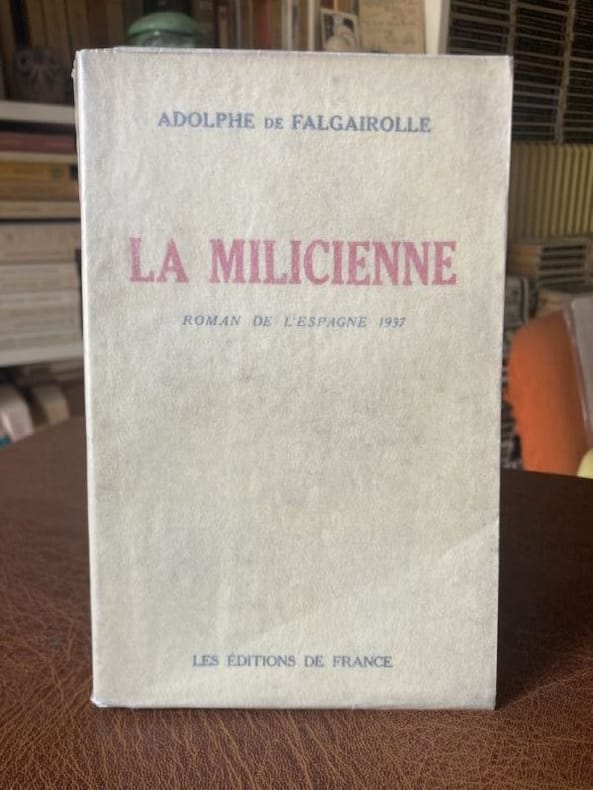 ADOLPHE DE FALGAIROLLE
LA MILICIENNE
ROMAN DE L'ESPAGNE 1937
LES ÉDITIONS DE FRANCE